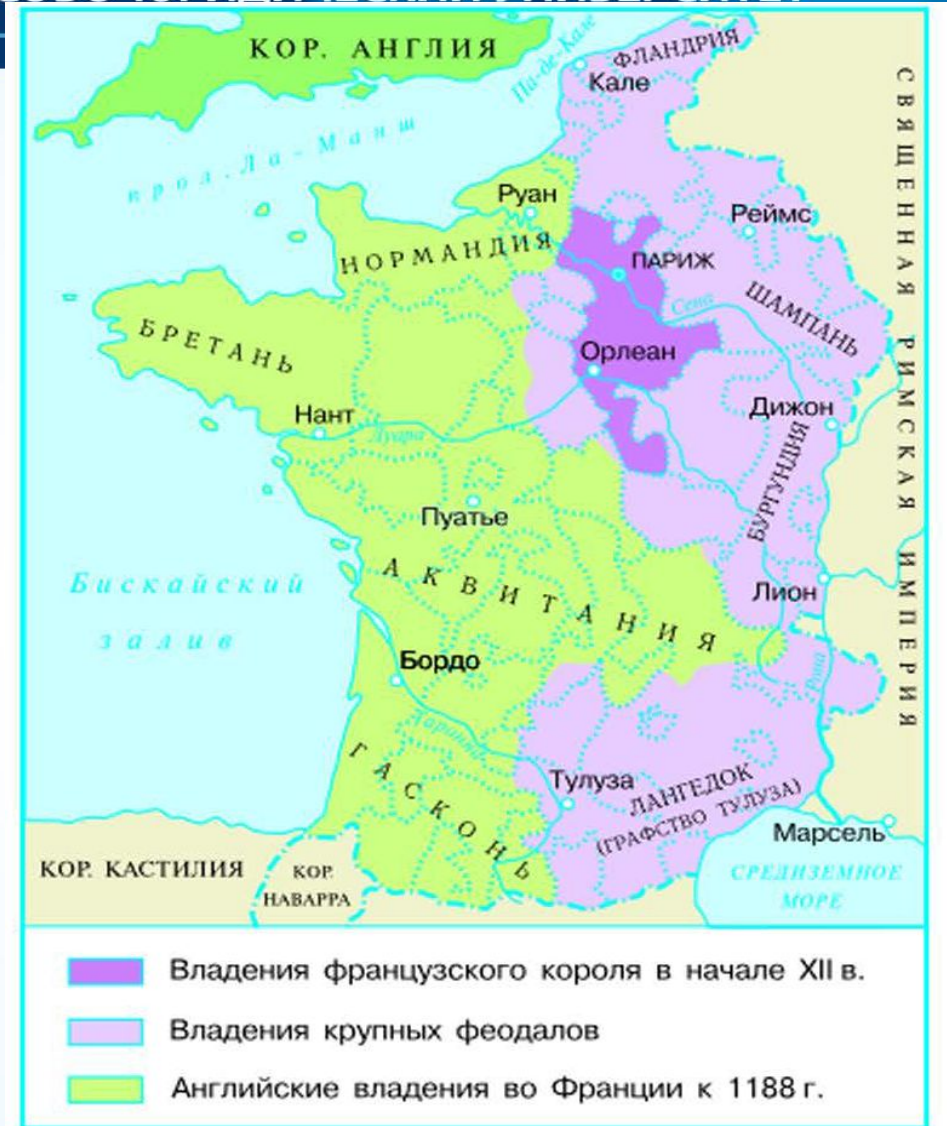 КОР. АНГЛИЯ
Па-де-Кале
ФЛАНДРИЯ
Кале
прол. Ла-Манш
Руан
НОРМАНДИЯ
Реймс
ПАРИЖ
Сена
ШАМПАНЬ
БРЕТАНЬ
Орлеан
Нант
Луара
Дижон
БУРГУНДИЯ
Пуатье
АКВИТАНИЯ
Лион
Бискайский
залив
Бордо
Рона
Гаронна
ГАСКОНЬ
Тулуза
ЛАНГЕДОК
(ГРАФСТВО ТУЛУЗА)
Марсель
СРЕДИЗЕМНОЕ
МОРЕ
КОР. КАСТИЛИЯ
КОР.
НАВАРРА
СВЯЩЕННАЯ РИМСКАЯ ИМПЕРИЯ
Владения французского короля в начале XII в.
Владения крупных феодалов
Английские владения во Франции к 1188 г.